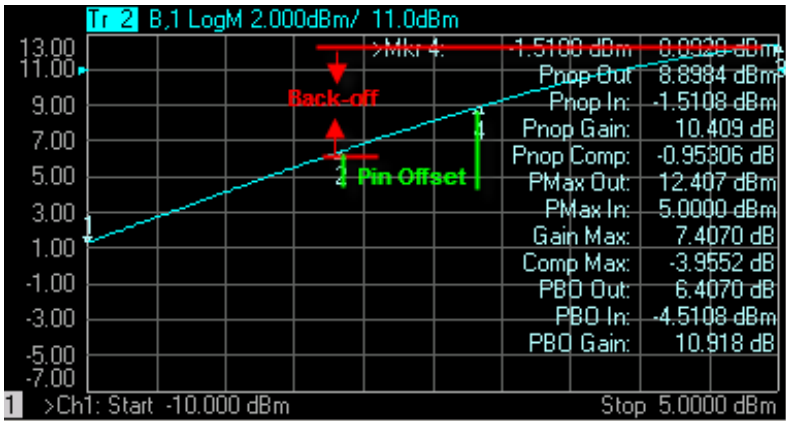 Tr 2 B,1 LogM 2.000dBm/ 11.0dBm
13.00
11.00
9.00
7.00
5.00
3.00
1.00
-1.00
-3.00
-5.00
-7.00
>Mkr 4: -1.5100 dBm
Pnop Out 8.8984 dBm
Pnop In: -1.5108 dBm
Pnop Gain: 10.409 dB
Pnop Comp: -0.95306 dB
PMax Out: 12.407 dBm
PMax In: 5.0000 dBm
Gain Max: 7.4070 dB
Comp Max: -3.9552 dB
PBO Out: 6.4070 dB
PBO In: -4.5108 dBm
PBO Gain: 10.918 dB
Back-off
Pin Offset
1
2
4
3
1 >Ch1: Start -10.000 dBm Stop 5.0000 dBm